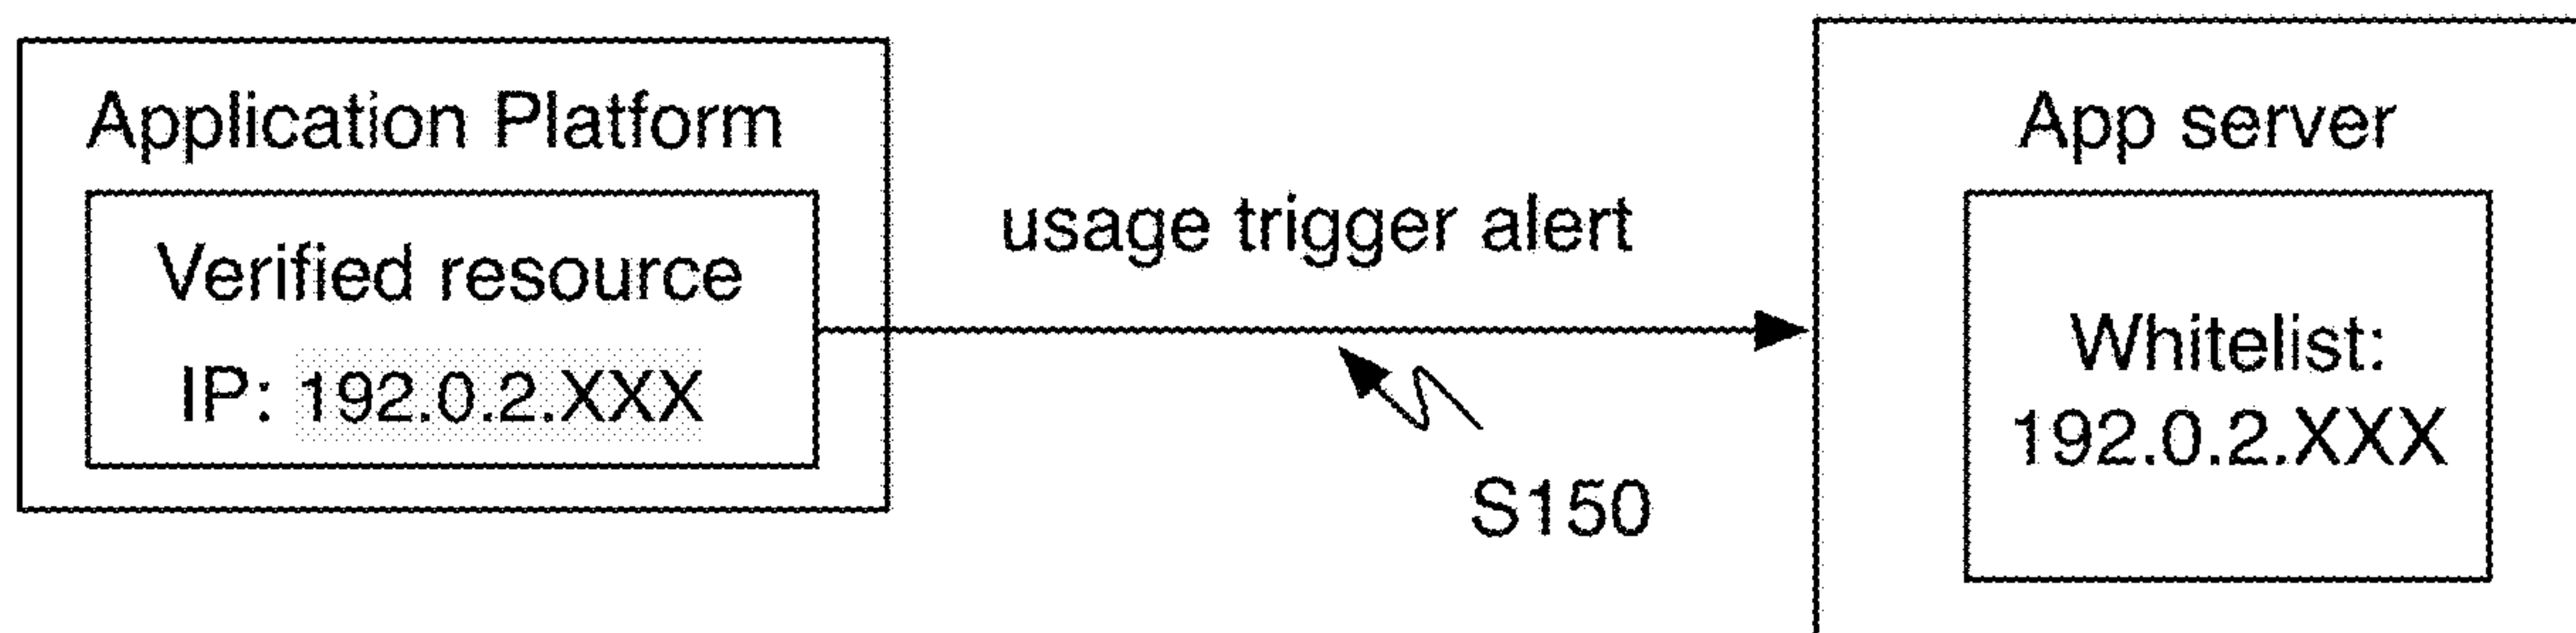 Application Platform
Verified resource
IP: 192.0.2.XXX
usage trigger alert
S150
App server
Whitelist:
192.0.2.XXX